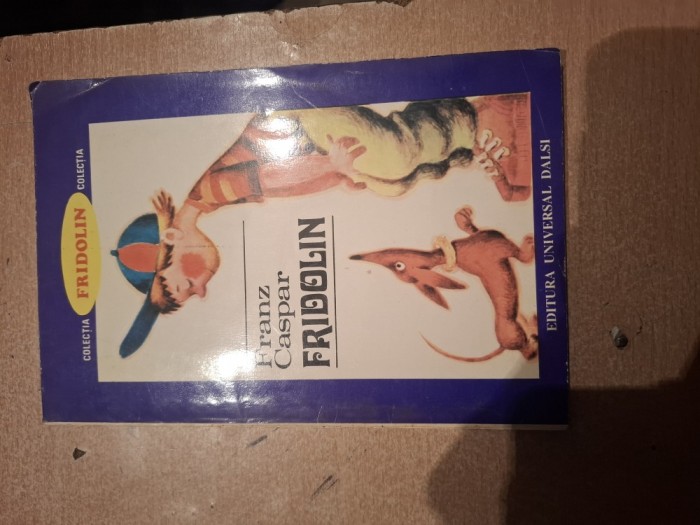 COLECȚIA FRIDOLIN COLECȚIA
Franz
Caspar
FRIDOLIN
EDITURA UNIVERSAL DALSI